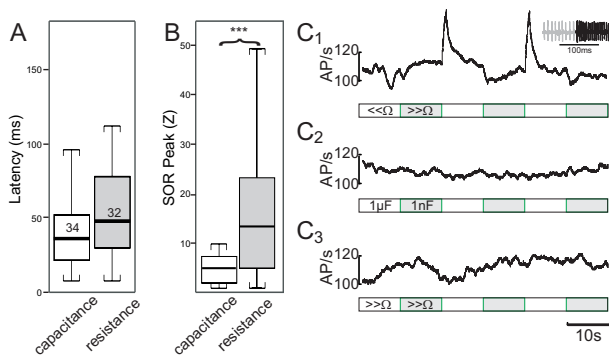 A
Latency (ms)
150
100
50
0
34
32
capacitance
resistance
B
***
SOR Peak (Z)
50
40
30
20
10
capacitance
resistance
C1
AP/s
120
100
100ms
<<Ω
>>Ω
C2
AP/s
120
100
1µF
1nF
C3
AP/s
120
100
>>Ω
>>Ω
10s